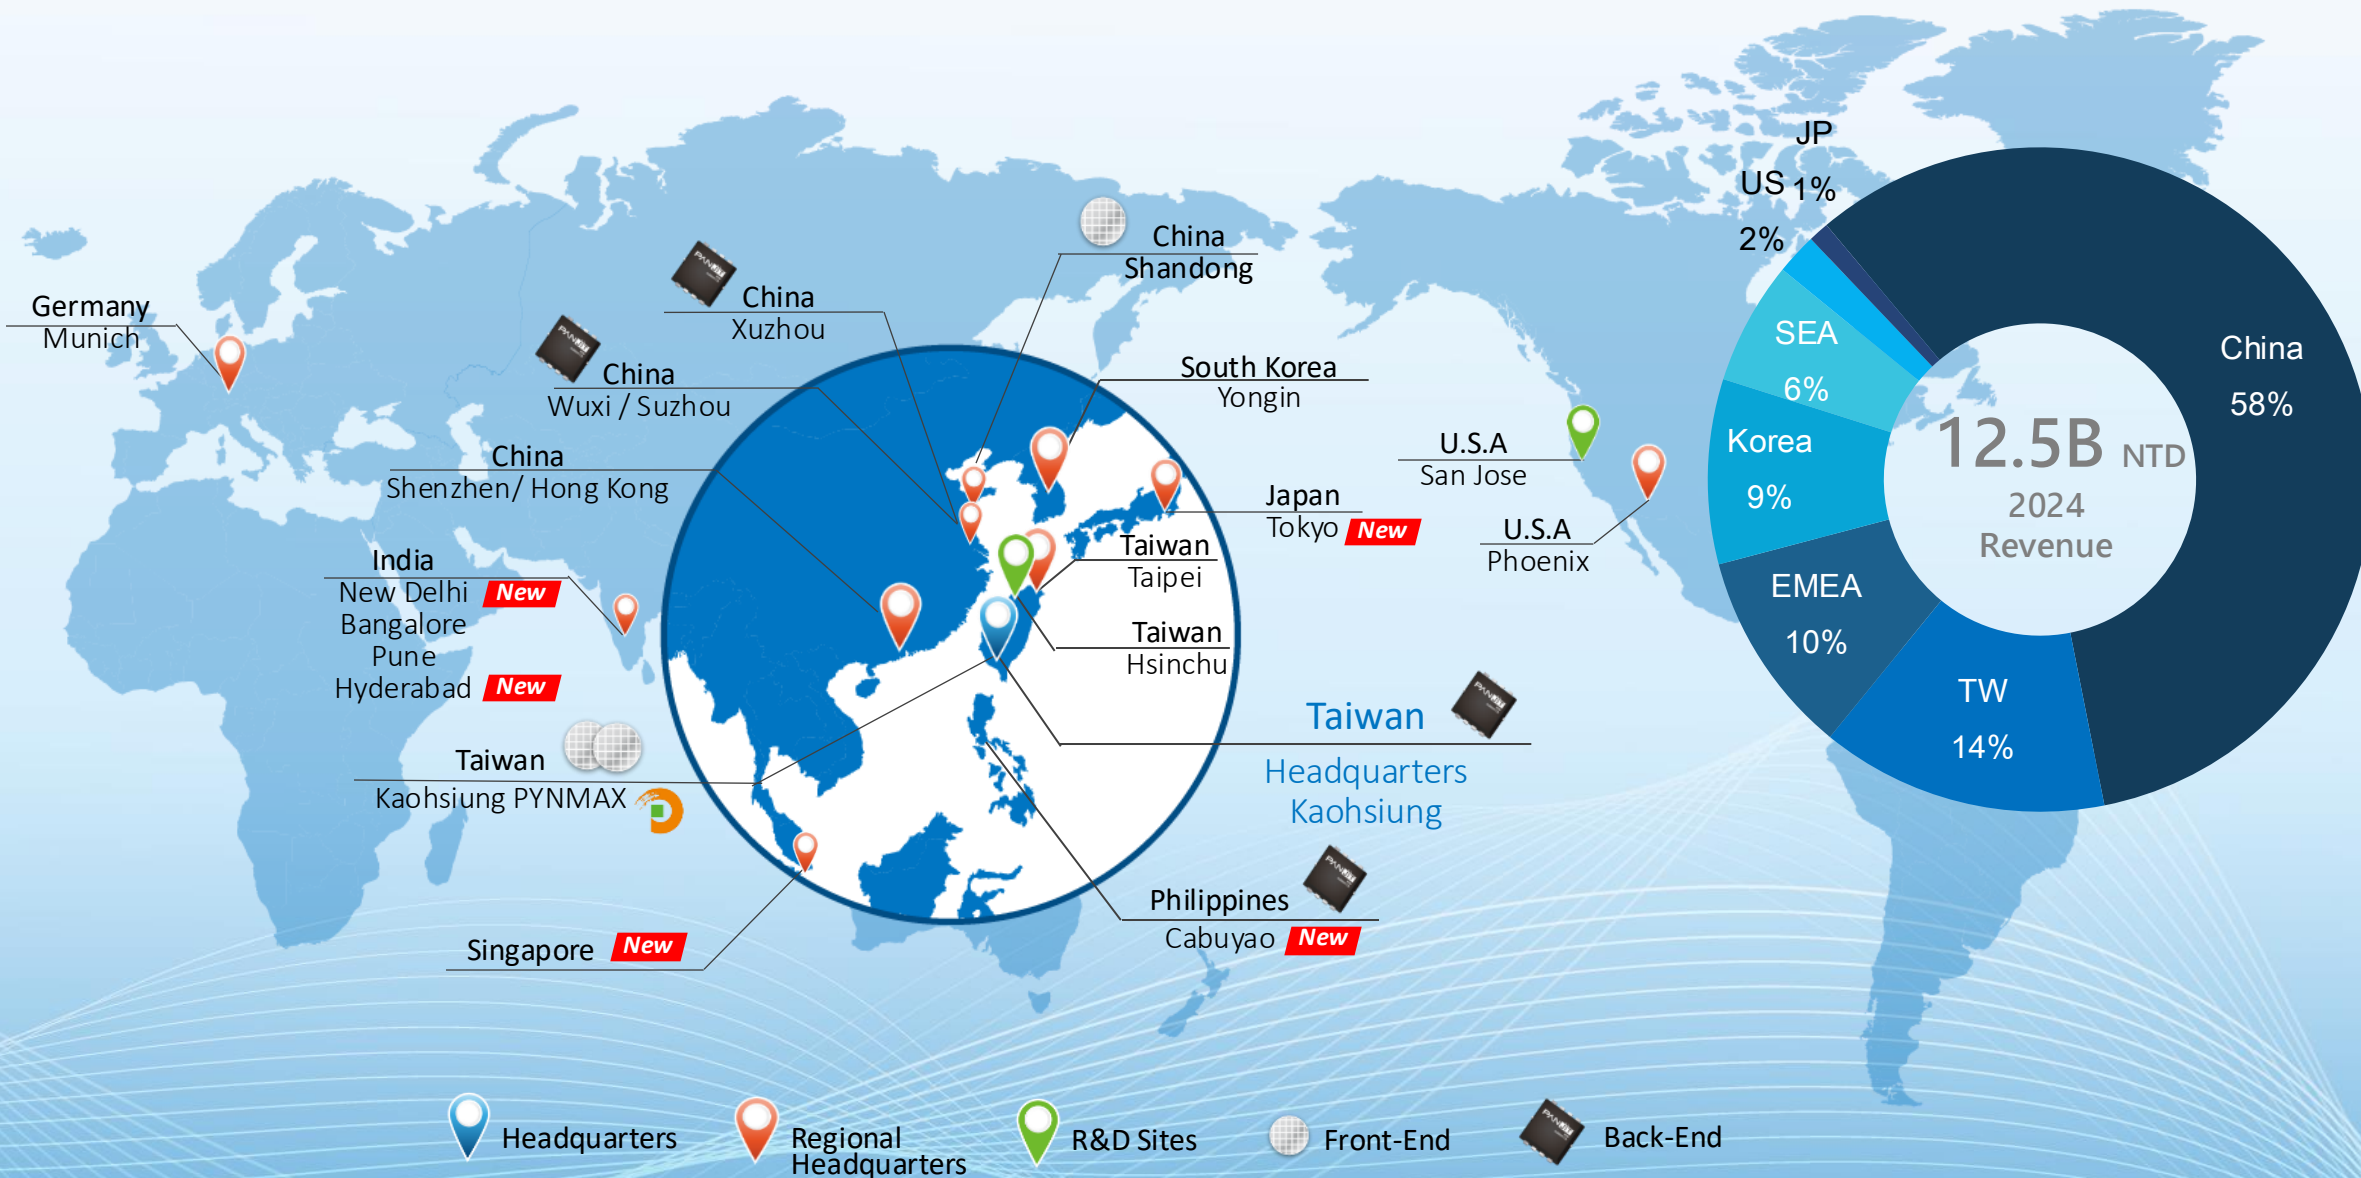 Germany
Munich
China
Xuzhou
China
Wuxi / Suzhou
China
Shenzhen/ Hong Kong
India
New Delhi New
Bangalore
Pune
Hyderabad New
Taiwan
Kaohsiung PYNMAX
Singapore New
China
Shandong
South Korea
Yongin
Japan
Tokyo New
Taiwan
Taipei
Taiwan
Hsinchu
Taiwan
Headquarters
Kaohsiung
Philippines
Cabuyao New
U.S.A
San Jose
U.S.A
Phoenix
JP
1%
US
2%
SEA
6%
Korea
9%
EMEA
10%
TW
14%
China
58%
12.5B NTD
2024
Revenue
Headquarters
Regional
Headquarters
R&D Sites
Front-End
Back-End